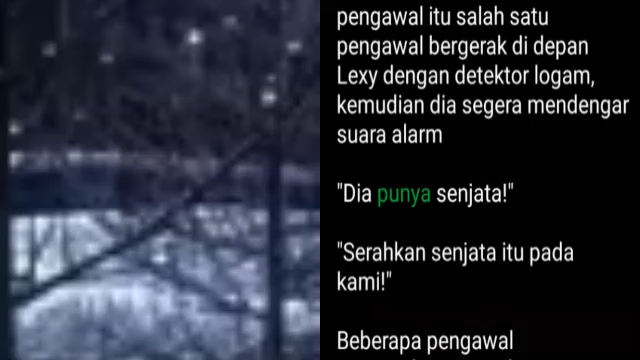 pengawal itu salah satu
pengawal bergerak di depan
Lexy dengan detektor logam,
kemudian dia segera mendengar
suara alarm
"Dia punya senjata!"
"Serahkan senjata itu pada
kami!"
Beberapa pengawal